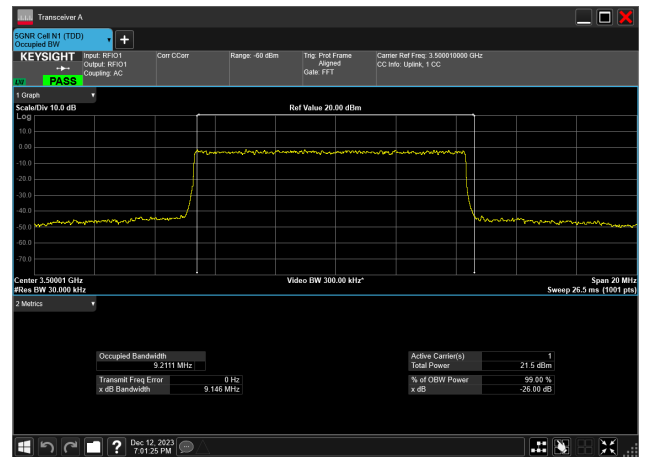 Transceiver A
5GNR Cell N1 (TDD)
Occupied BW
KEYSIGHT
LW PASS
Input: RFIO1
Output: RFIO1
Coupling: AC
Corr CCorr
Range: -60 dBm
Trig: Prot Frame
Aligned
Gate: FFT
Carrier Ref Freq: 3.500010000 GHz
CC Info: Uplink, 1 CC
1 Graph
Scale/Div 10.0 dB
Ref Value 20.00 dBm
Log
10.0
0.00
-10.0
-20.0
-30.0
-40.0
-50.0
-60.0
-70.0
Center 3.50001 GHz
Video BW 300.00 kHz*
Span 20 MHz
#Res BW 30.000 kHz
Sweep 26.5 ms (1001 pts)
2 Metrics
Occupied Bandwidth
9.2111 MHz
Transmit Freq Error 0 Hz
x dB Bandwidth 9.146 MHz
Active Carrier(s) 1
Total Power 21.5 dBm
% of OBW Power 99.00 %
x dB -26.00 dB
Dec 12, 2023
7:01:25 PM